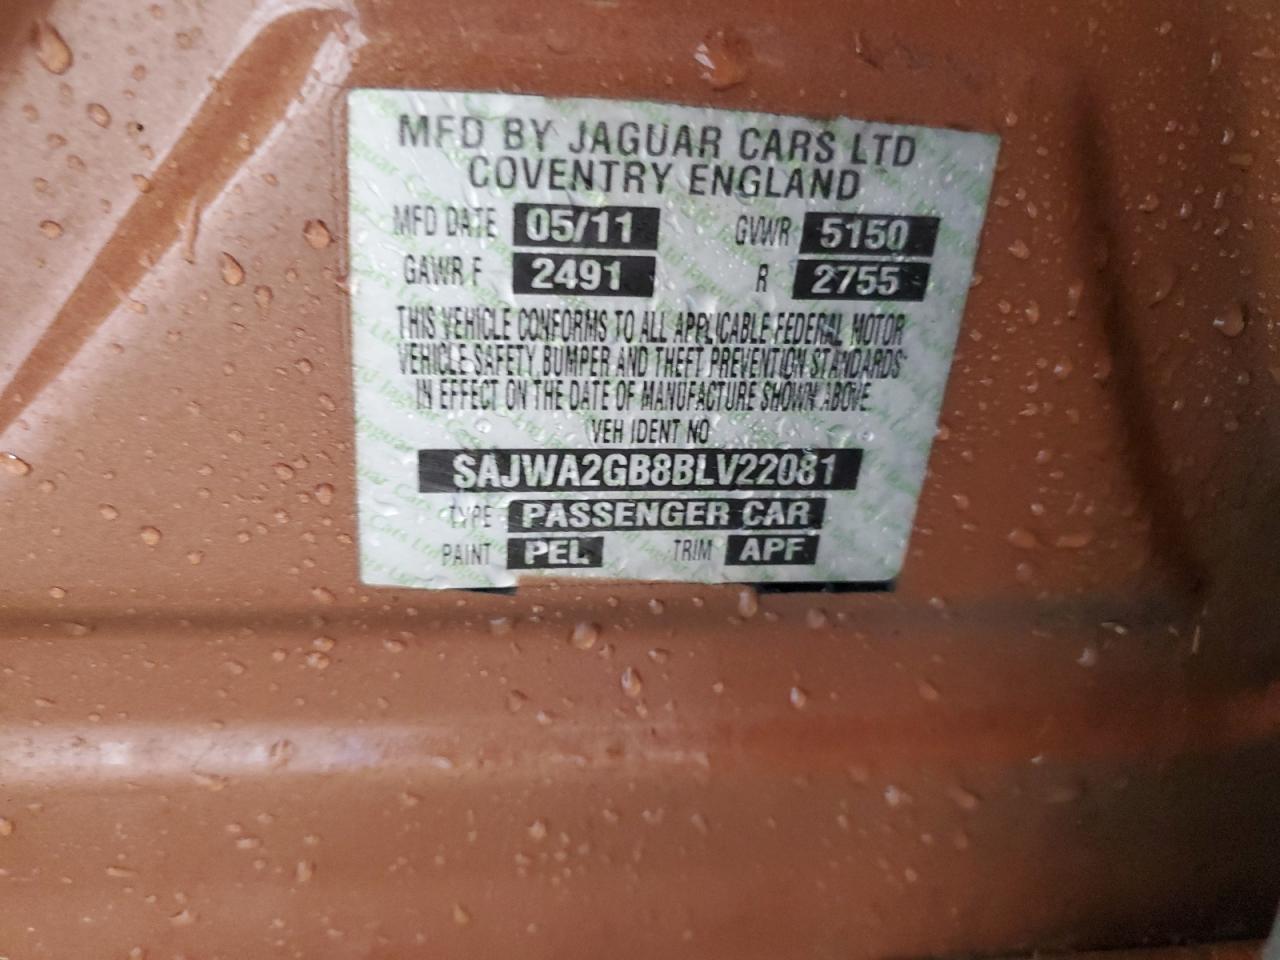 MFD BY JAGUAR CARS LTD
COVENTRY ENGLAND
MFD DATE 05/11 GVWR 5150
GAWR F 2491 R 2755
THIS VEHICLE CONFORMS TO ALL APPLICABLE FEDERAL MOTOR
VEHICLE SAFETY BUMPER AND THEFT PREVENTION STANDARDS
IN EFFECT ON THE DATE OF MANUFACTURE SHOWN ABOVE
VEH IDENT NO
SAJWA2GB8BLV22081
TYPE PASSENGER CAR
PAINT PEL TRIM APF